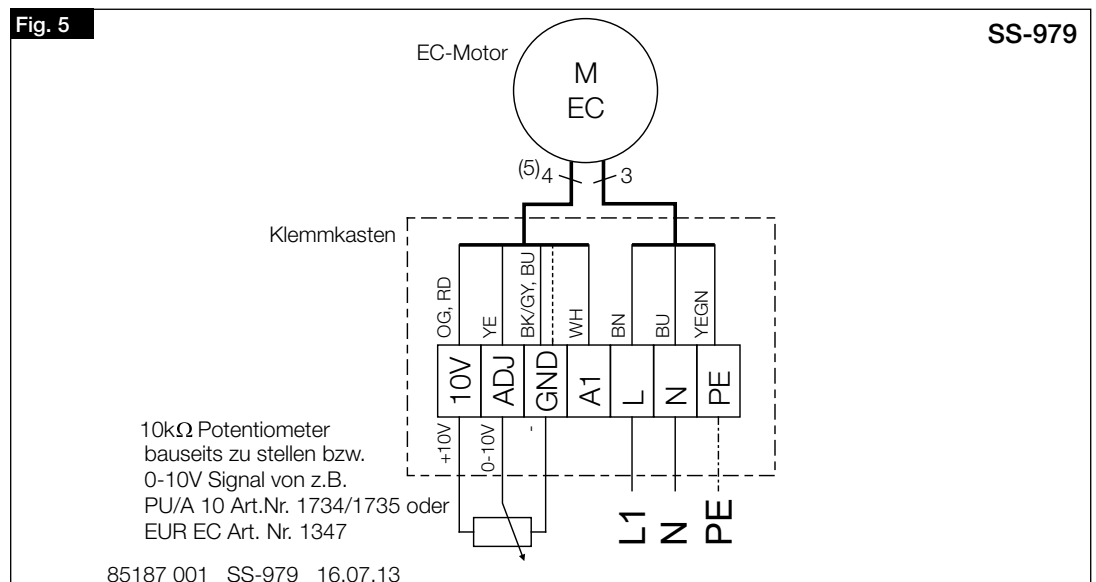 Fig. 5
SS-979
EC-Motor
M
EC
(5)4
3
Klemmkasten
OG, RD
YE
BK/GY, BU
WH
BN
BU
YEGN
10V
ADJ
GND
A1
L
N
PE
+10V
0-10V
-
10kΩ Potentiometer
bauseits zu stellen bzw.
0-10V Signal von z.B.
PU/A 10 Art.Nr. 1734/1735 oder
EUR EC Art. Nr. 1347
L1
N
PE
85187 001 SS-979 16.07.13